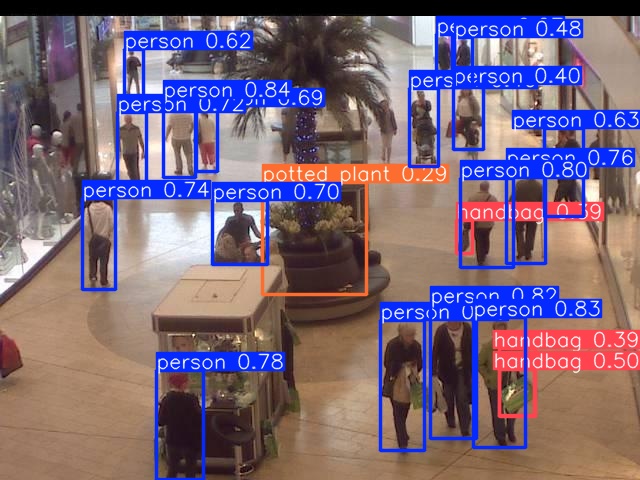 person 0.48
person 0.62
person 0.40
person 0.84
person 0.72
0.69
person 0.63
person 0.76
person 0.80
potted plant 0.29
person 0.74
person 0.70
handbag 0.39
person 0.82
person 0.83
handbag 0.39
handbag 0.50
person 0.78